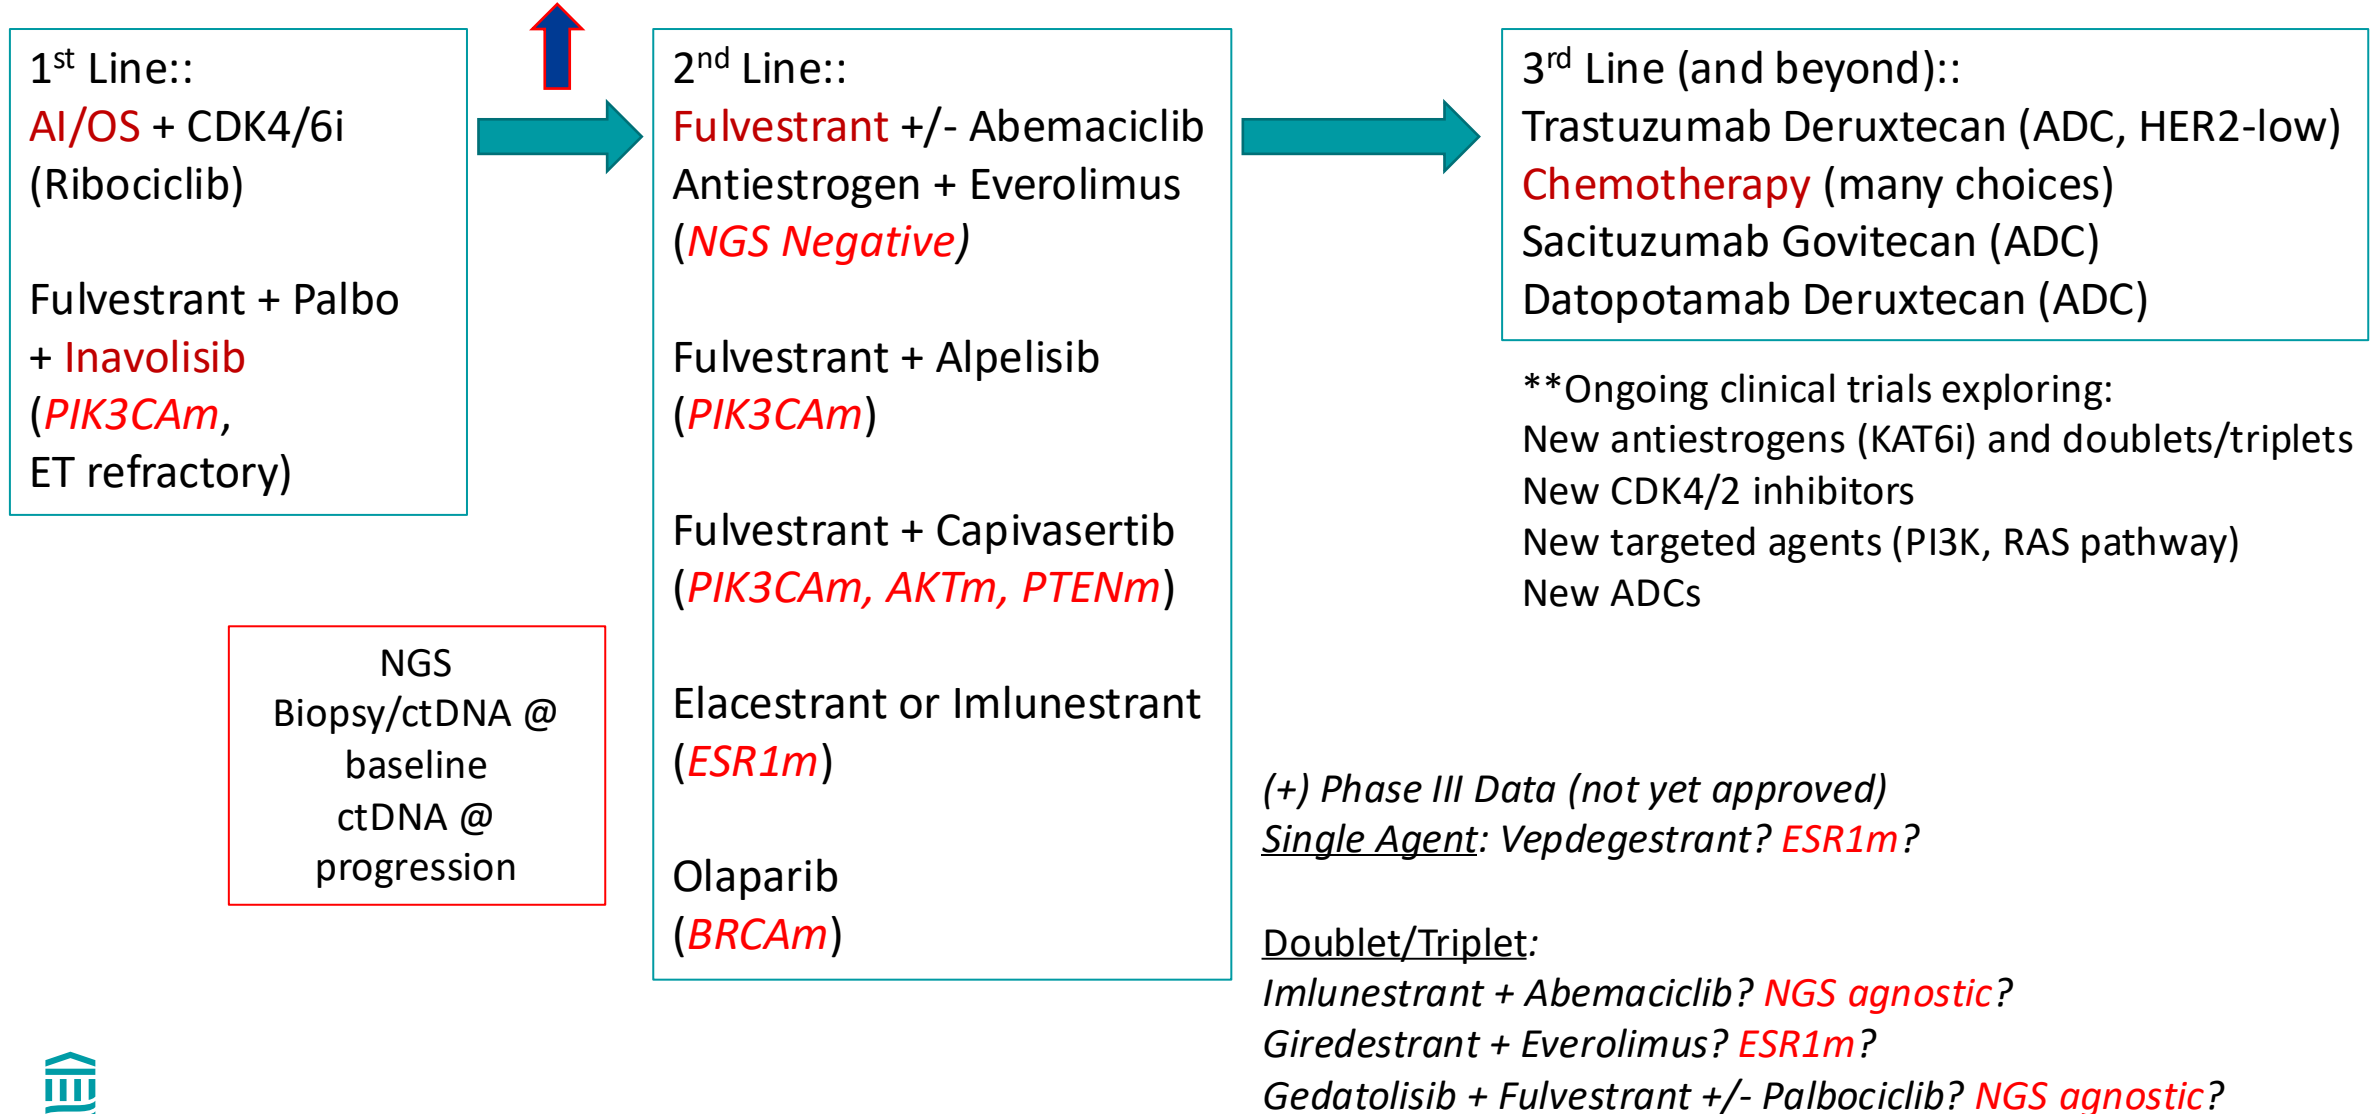 1st Line::
AI/OS + CDK4/6i
(Ribociclib)
Fulvestrant + Palbo
+ Inavolisib
(PIK3CAm,
ET refractory)
NGS
Biopsy/ctDNA @
baseline
ctDNA @
progression
2nd Line::
Fulvestrant +/- Abemaciclib
Antiestrogen + Everolimus
(NGS Negative)
Fulvestrant + Alpelisib
(PIK3CAm)
Fulvestrant + Capivasertib
(PIK3CAm, AKTm, PTENm)
Elacestrant or Imlunestrant
(ESR1m)
Olaparib
(BRCAm)
3rd Line (and beyond)::
Trastuzumab Deruxtecan (ADC, HER2-low)
Chemotherapy (many choices)
Sacituzumab Govitecan (ADC)
Datopotamab Deruxtecan (ADC)
**Ongoing clinical trials exploring:
New antiestrogens (KAT6i) and doublets/triplets
New CDK4/2 inhibitors
New targeted agents (PI3K, RAS pathway)
New ADCs
(+) Phase III Data (not yet approved)
Single Agent: Vepdegestrant? ESR1m?
Doublet/Triplet:
Imlunestrant + Abemaciclib? NGS agnostic?
Giredestrant + Everolimus? ESR1m?
Gedatolisib + Fulvestrant +/- Palbociclib? NGS agnostic?